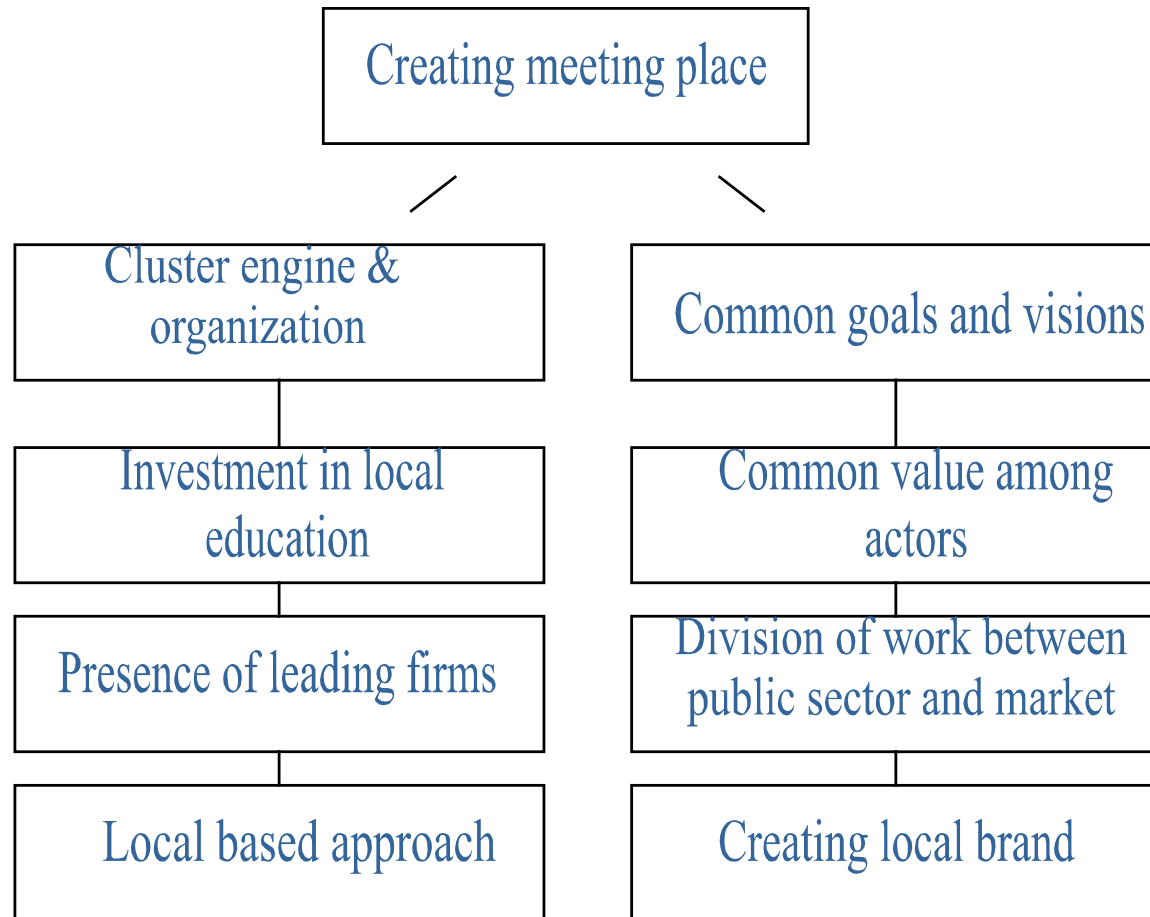 Creating meeting place
Cluster engine &
organization
Common goals and visions
Investment in local
education
Common value among
actors
Presence of leading firms
Division of work between
public sector and market
Local based approach
Creating local brand